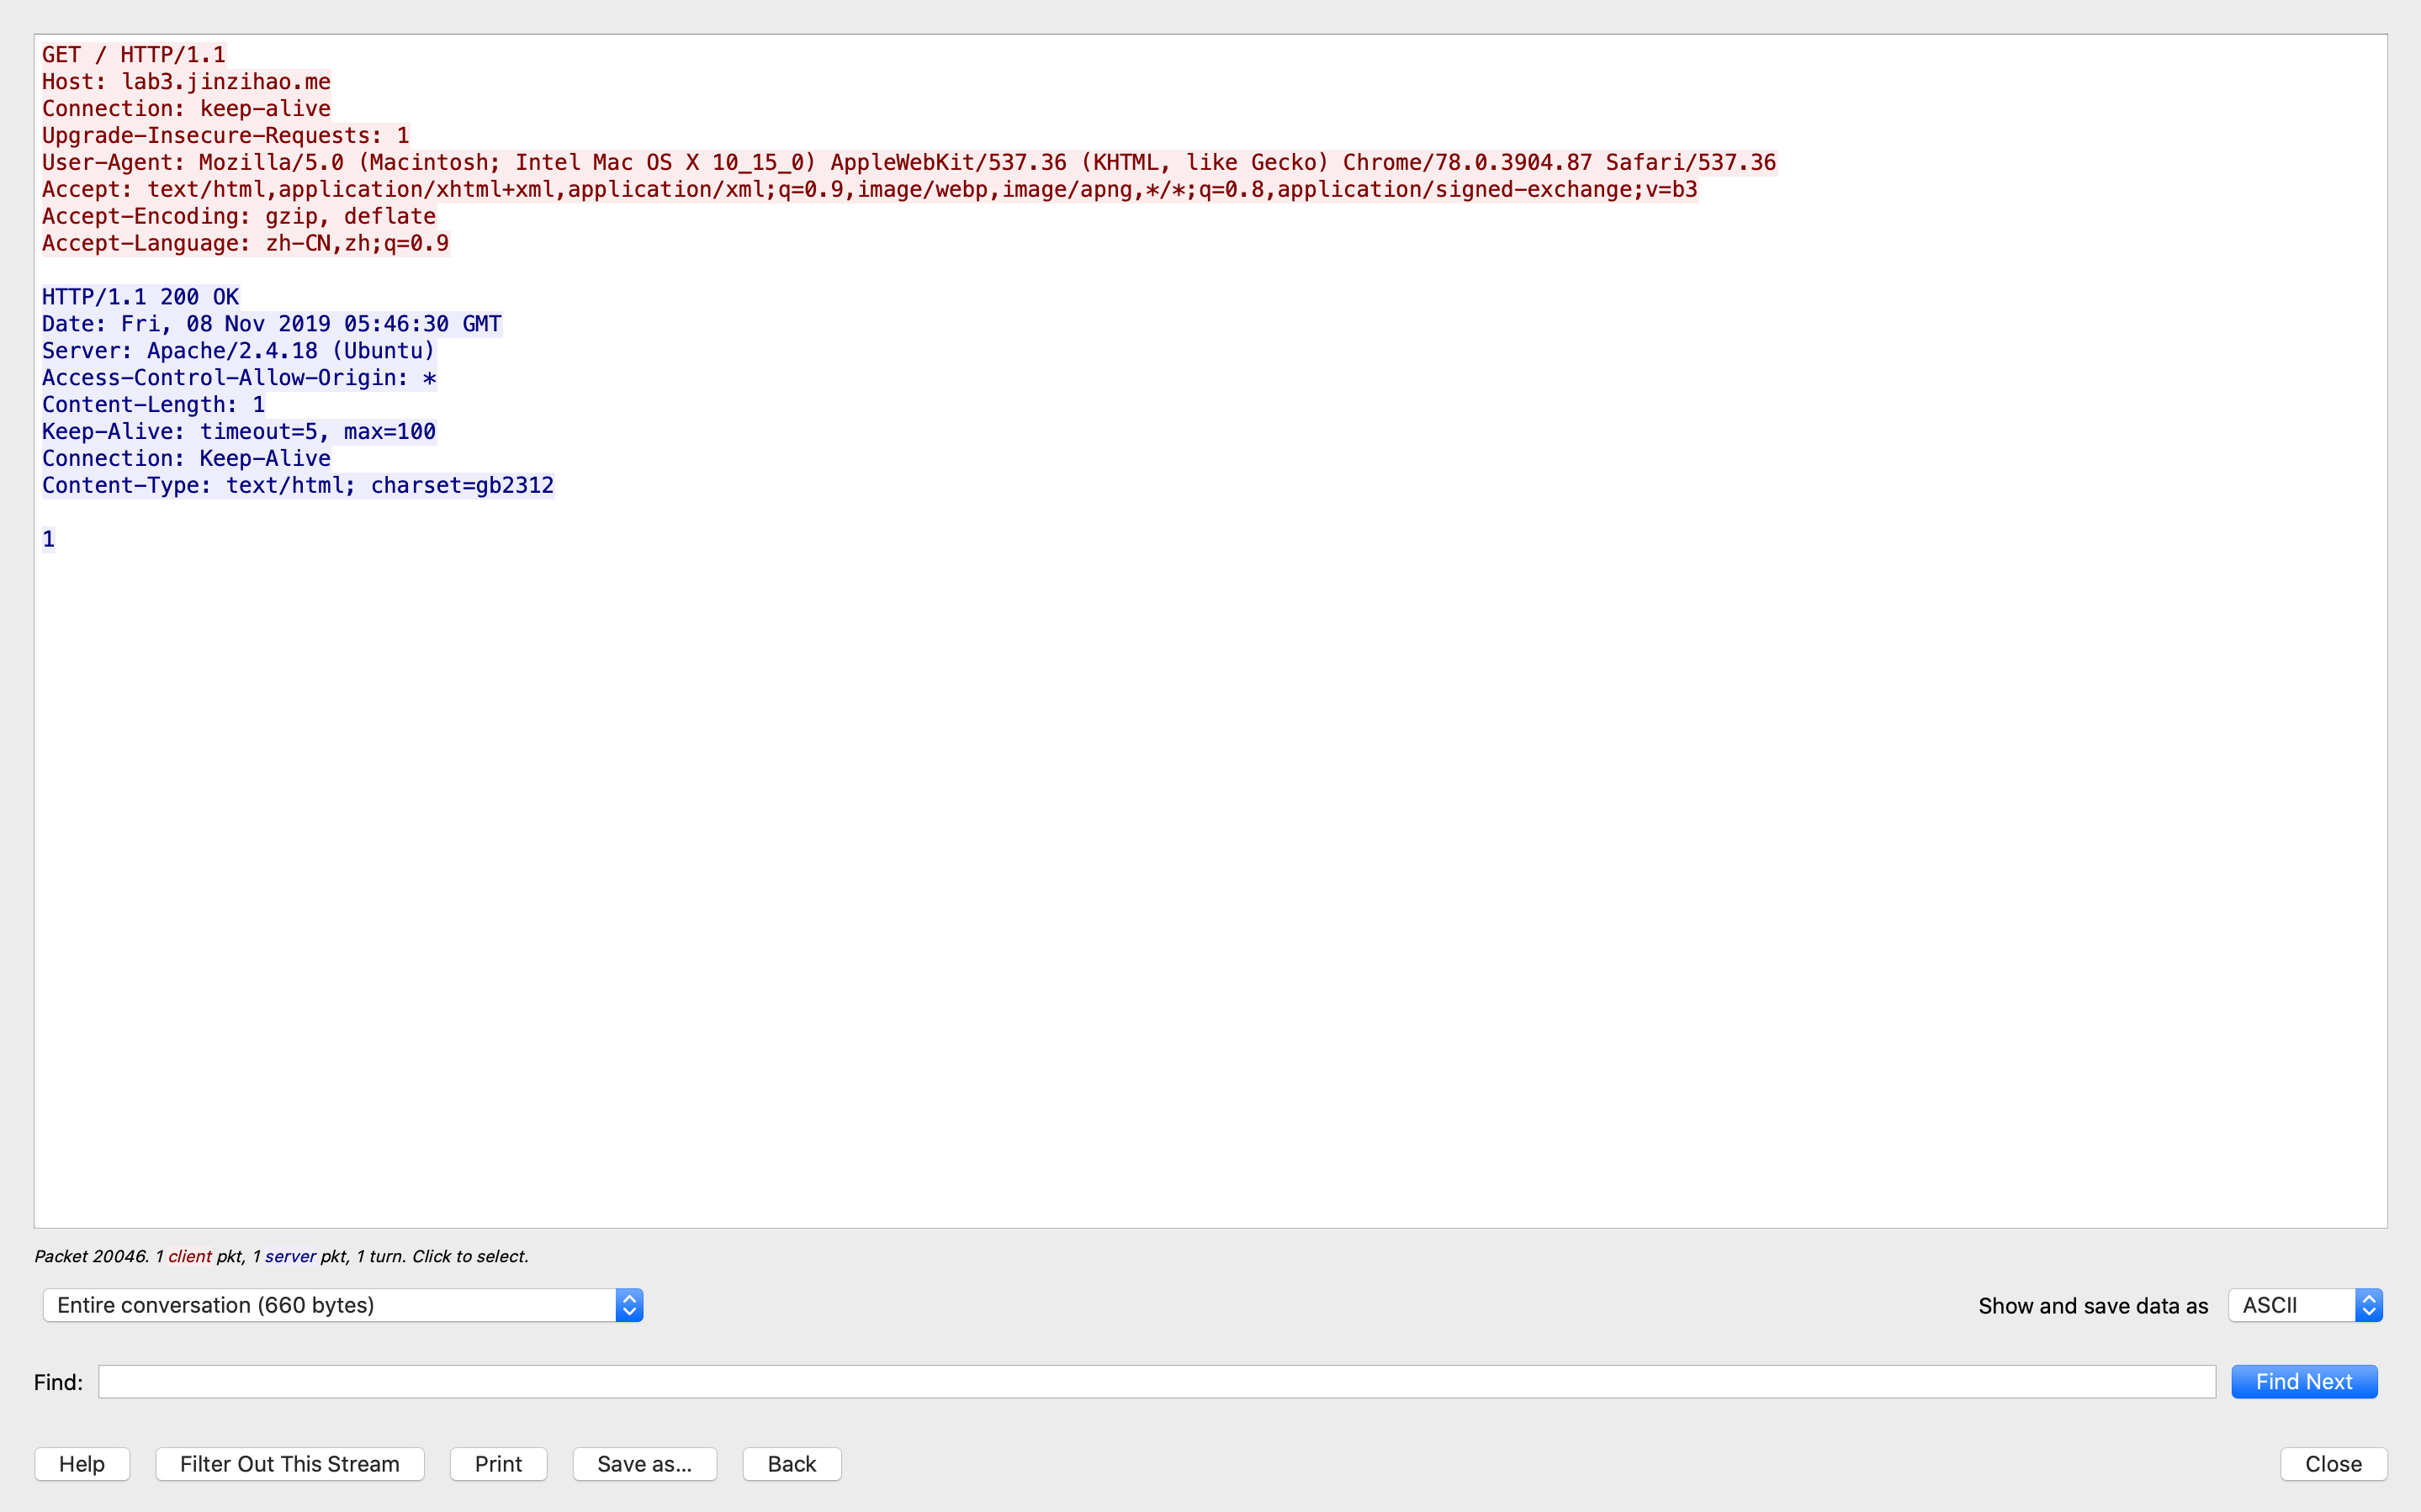 GET / HTTP/1.1
Host: lab3.jinzihao.me
Connection: keep-alive
Upgrade-Insecure-Requests: 1
User-Agent: Mozilla/5.0 (Macintosh; Intel Mac OS X 10_15_0) AppleWebKit/537.36 (KHTML, like Gecko) Chrome/78.0.3904.87 Safari/537.36
Accept: text/html,application/xhtml+xml,application/xml;q=0.9,image/webp,image/apng,*/*;q=0.8,application/signed-exchange;v=b3
Accept-Encoding: gzip, deflate
Accept-Language: zh-CN,zh;q=0.9
HTTP/1.1 200 OK
Date: Fri, 08 Nov 2019 05:46:30 GMT
Server: Apache/2.4.18 (Ubuntu)
Access-Control-Allow-Origin: *
Content-Length: 1
Keep-Alive: timeout=5, max=100
Connection: Keep-Alive
Content-Type: text/html; charset=gb2312
1
Packet 20046. 1 client pkt, 1 server pkt, 1 turn. Click to select.
Entire conversation (660 bytes)
Show and save data as ASCII
Find:
Find Next
Help
Filter Out This Stream
Print
Save as...
Back
Close